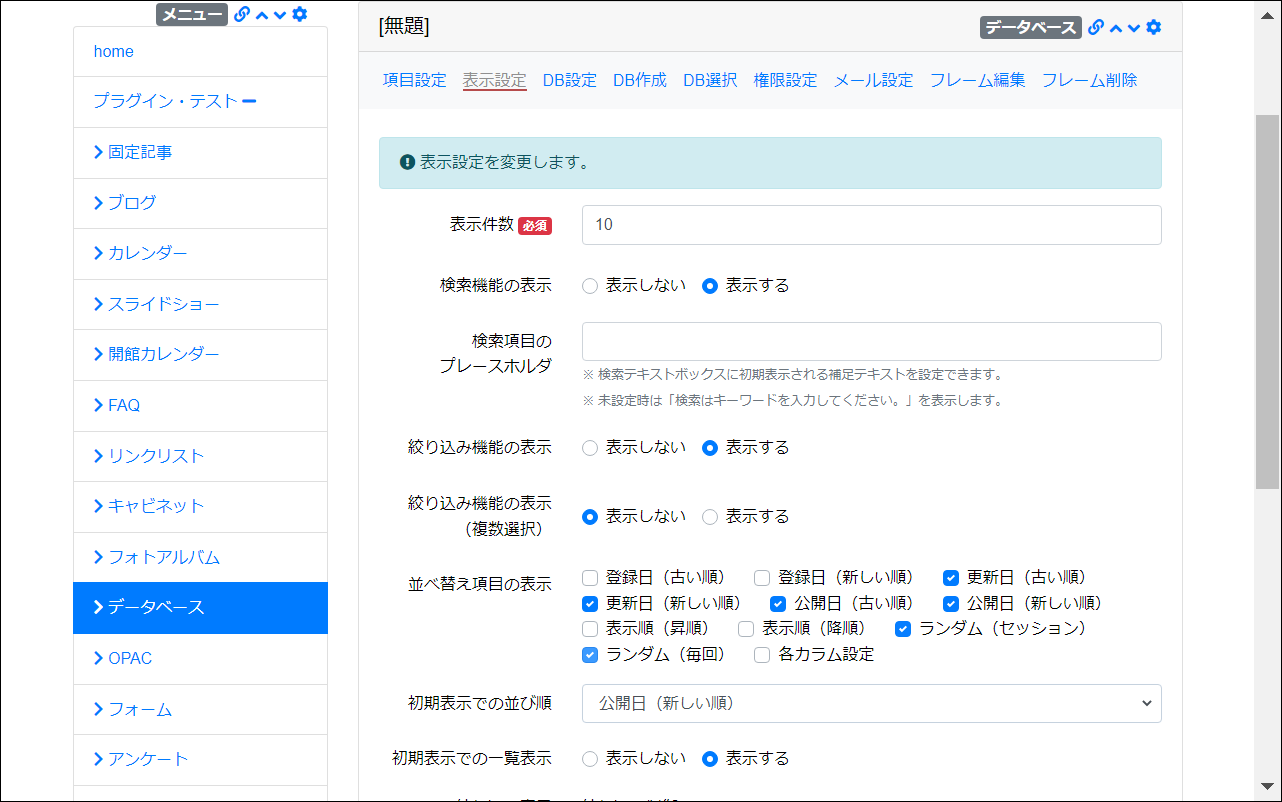 メニュー
home
プラグイン・テスト
固定記事
ブログ
カレンダー
スライドショー
開館カレンダー
FAQ
リンクリスト
キャビネット
フォトアルバム
データベース
OPAC
フォーム
アンケート
[無題]
データベース
項目設定 表示設定 DB設定 DB作成 DB選択 権限設定 メール設定 フレーム編集 フレーム削除
表示設定を変更します。
表示件数 必須 10
検索機能の表示 表示しない 表示する
検索項目の
プレースホルダ
※ 検索テキストボックスに初期表示される補足テキストを設定できます。
※ 未設定時は「検索はキーワードを入力してください。」を表示します。
絞り込み機能の表示 表示しない 表示する
絞り込み機能の表示
（複数選択） 表示しない 表示する
並べ替え項目の表示 登録日（古い順） 登録日（新しい順） 更新日（古い順）
更新日（新しい順） 公開日（古い順） 公開日（新しい順）
表示順（昇順） 表示順（降順） ランダム（セッション）
ランダム（毎回） 各カラム設定
初期表示での並び順 公開日（新しい順）
初期表示での一覧表示 表示しない 表示する